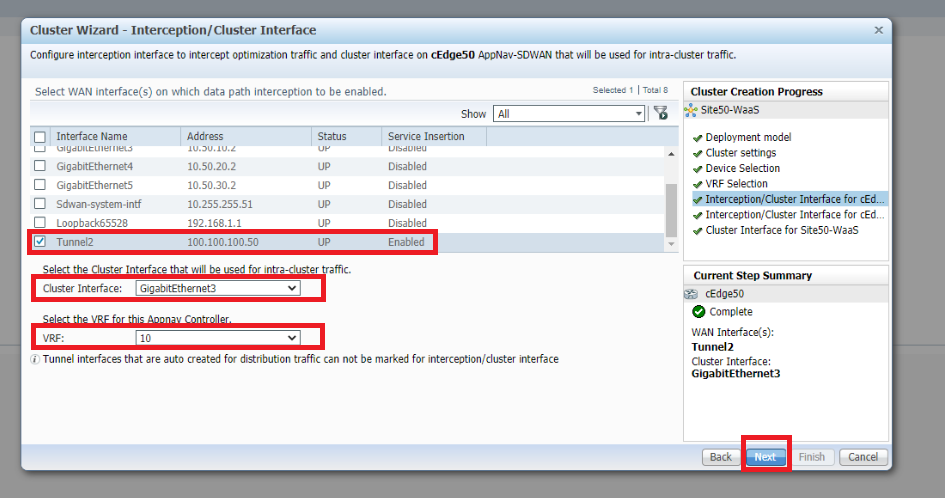 Cluster Wizard - Interception/Cluster Interface
Configure interception interface to intercept optimization traffic and cluster interface on cEdge50 AppNav-SDWAN that will be used for intra-cluster traffic.
Select WAN interface(s) on which data path interception to be enabled.
Selected 1 | Total 8
Show All
Interface Name Address Status Service Insertion
GigabitEthernet3 10.50.10.2 UP Disabled
GigabitEthernet4 10.50.20.2 UP Disabled
GigabitEthernet5 10.50.30.2 UP Disabled
Sdwan-system-intf 10.255.255.51 UP Disabled
Loopback65528 192.168.1.1 UP Disabled
Tunnel2 100.100.100.50 UP Enabled
Select the Cluster Interface that will be used for intra-cluster traffic.
Cluster Interface: GigabitEthernet3
Select the VRF for this Appnav Controller.
VRF: 10
Tunnel interfaces that are auto created for distribution traffic can not be marked for interception/cluster interface
Cluster Creation Progress
Site50-WaaS
Deployment model
Cluster settings
Device Selection
VRF Selection
Interception/Cluster Interface for cEd...
Interception/Cluster Interface for cEd...
Cluster Interface for Site50-WaaS
Current Step Summary
cEdge50
Complete
WAN Interface(s):
Tunnel2
Cluster Interface:
GigabitEthernet3
Back Next Finish Cancel